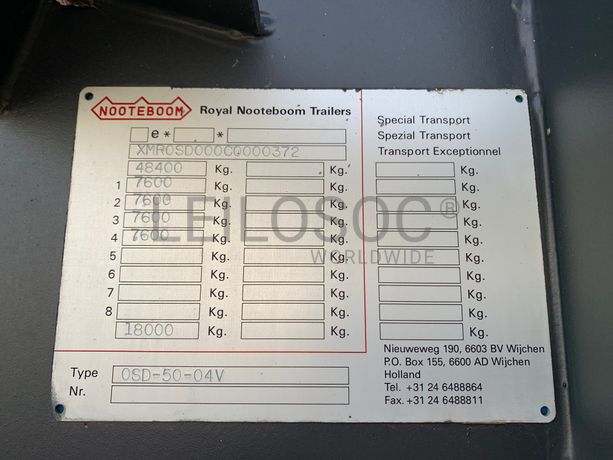 NOOTEBOOM Royal Nooteboom Trailers
e* *
XMR0SD000CQ000372
48400 Kg. Kg.
1 7600 Kg. Kg.
2 7600 Kg. Kg.
3 7600 Kg. Kg.
4 7600 Kg. Kg.
5 Kg. Kg.
6 Kg. Kg.
7 Kg. Kg.
8 Kg. Kg.
18000 Kg. Kg.
Type OSD-50-04V
Nr.
Special Transport
Spezial Transport
Transport Exceptionnel
Kg.
Kg.
Kg.
Kg.
Kg.
Kg.
Kg.
Kg.
Kg.
Kg.
Nieuweweg 190, 6603 BV Wijchen
P.O. Box 155, 6600 AD Wijchen
Holland
Tel. +31 24 6488864
Fax. +31 24 6488811
LEILOSOC®
WORLDWIDE